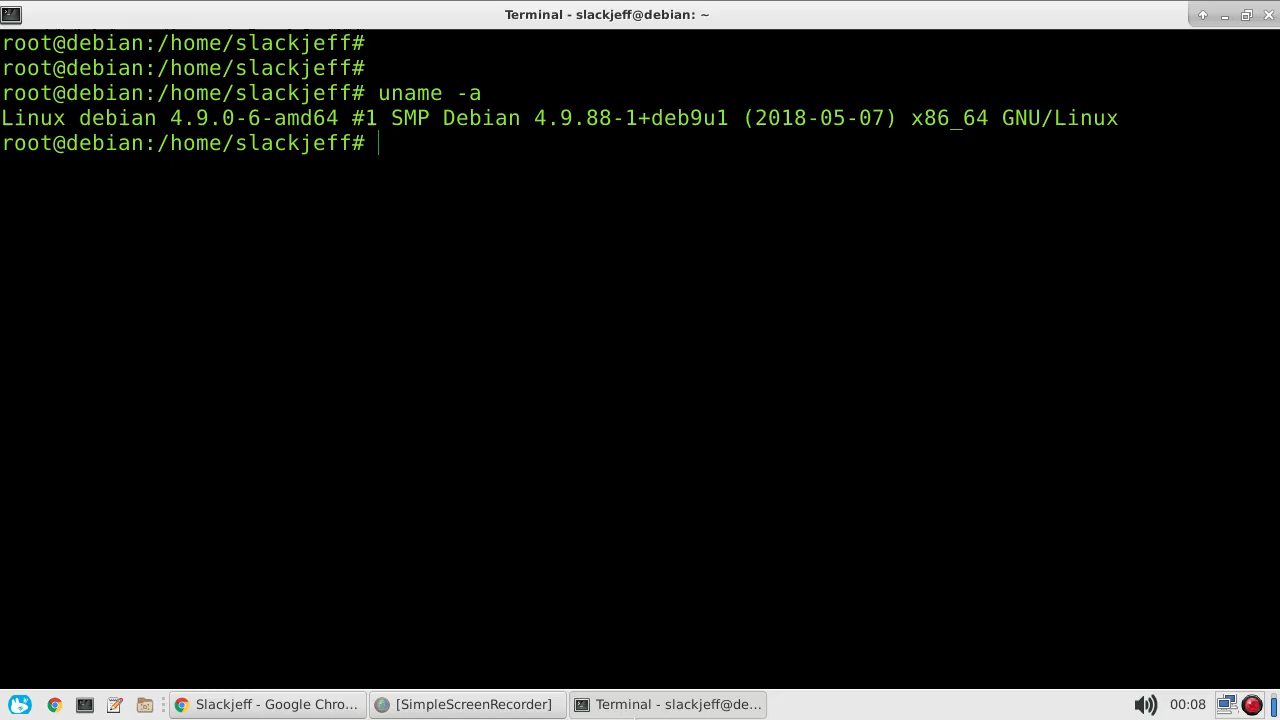 Terminal - slackjeff@debian: ~
root@debian:/home/slackjeff#
root@debian:/home/slackjeff#
root@debian:/home/slackjeff# uname -a
Linux debian 4.9.0-6-amd64 #1 SMP Debian 4.9.88-1+deb9u1 (2018-05-07) x86_64 GNU/Linux
root@debian:/home/slackjeff#
Slackjeff - Google Chro... [SimpleScreenRecorder] Terminal - slackjeff@de... 00:08